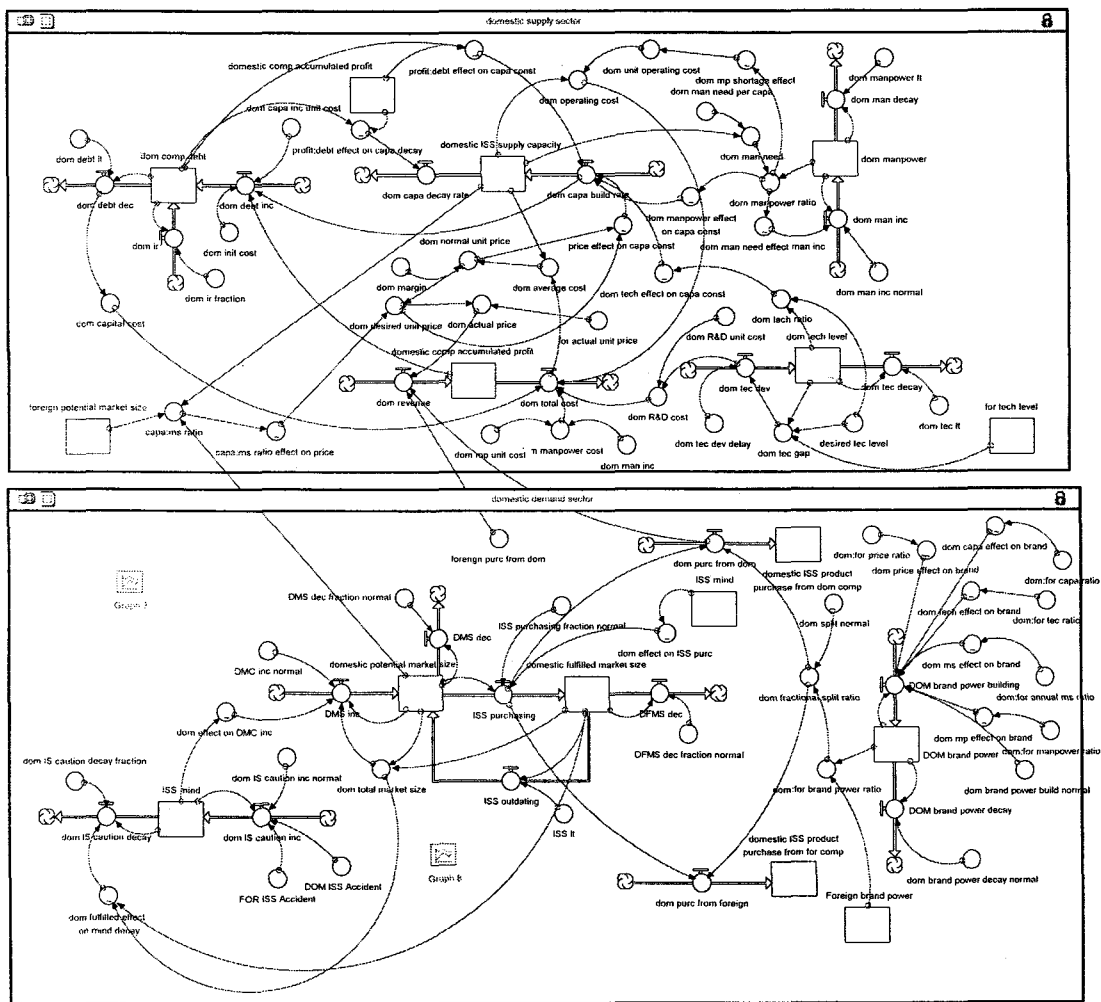 domestic supply sector
domestic comp accumulated profit
profit:debt effect on capa const
dom unit operating cost
dom mp shortage effect
dom man need per capa
dom manpower lt
dom man decay
dom capa inc unit cost
dom operating cost
dom debt lt
dom comp debt
profit:debt effect on capa decay
domestic ISS supply capacity
dom man need
dom manpower
dom debt dec
dom debt inc
dom capa decay rate
dom capa build rate
dom manpower ratio
dom manpower effect
on capa const
dom ir
dom init cost
dom normal unit price
price effect on capa const
dom man need effect man inc
dom man inc
dom ir fraction
dom margin
dom average cost
dom tech effect on capa const
dom man inc normal
dom capital cost
dom desired unit price
dom actual price
for actual unit price
dom R&D unit cost
dom tech ratio
dom tech level
domestic comp accumulated profit
dom revenue
dom total cost
dom R&D cost
dom tec dev
dom tec decay
foreign potential market size
capa:ms ratio
capa:ms ratio effect on price
dom mp unit cost
m manpower cost
dom man inc
dom tec dev delay
dom tec gap
desired tec level
dom tec lt
for tech level
domestic demand sector
foreign purc from dom
dom purc from dom
ISS mind
domestic ISS product
purchase from dom comp
dom:for price ratio
dom price effect on brand
dom capa effect on brand
dom:for capa ratio
Graph 7
DMS dec fraction normal
DMS dec
ISS purchasing fraction normal
dom effect on ISS purc
dom split normal
dom tech effect on brand
dom:for tec ratio
DMC inc normal
domestic potential market size
domestic fulfilled market size
dom ms effect on brand
DOM brand power building
dom:for annual ms ratio
DMS inc
ISS purchasing
DFMS dec
dom fractional split ratio
dom effect on DMC inc
DFMS dec fraction normal
dom mp effect on brand
DOM brand power
dom:for manpower ratio
dom IS caution decay fraction
dom IS caution inc normal
dom total market size
ISS outdating
dom:for brand power ratio
dom brand power build normal
ISS mind
DOM brand power decay
dom IS caution decay
dom IS caution inc
ISS lt
domestic ISS product
purchase from for comp
DOM ISS Accident
FOR ISS Accident
Graph 8
dom brand power decay normal
dom purc from foreign
Foreign brand power
dom fulfilled effect
on mind decay